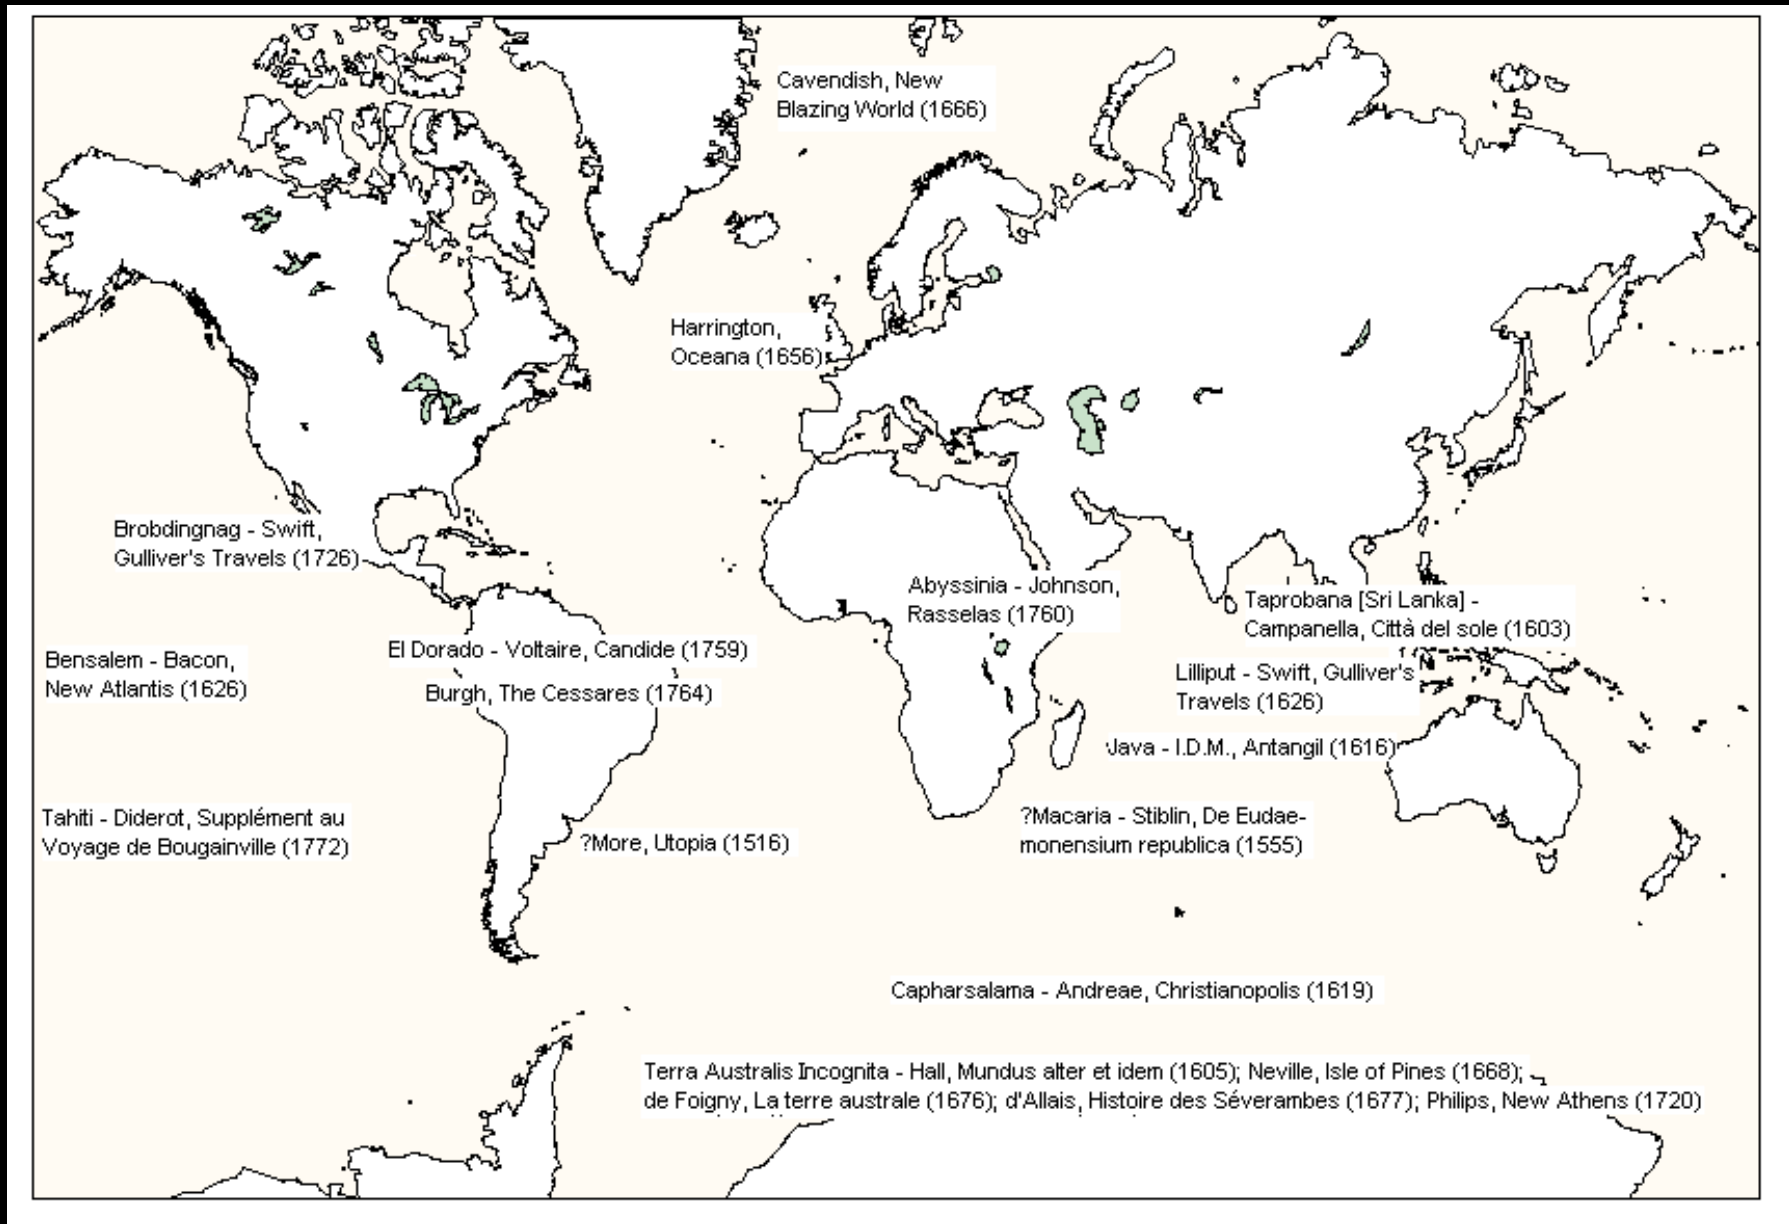 Cavendish, New
Blazing World (1666)
Harrington,
Oceana (1656)
Brobdingnag - Swift,
Gulliver's Travels (1726)
Abyssinia - Johnson,
Rasselas (1760)
Taprobana [Sri Lanka] -
Campanella, Città del sole (1603)
El Dorado - Voltaire, Candide (1759)
Bensalem - Bacon,
New Atlantis (1626)
Lilliput - Swift, Gulliver's
Travels (1626)
Burgh, The Cessares (1764)
Java - I.D.M., Antangil (1616)
Tahiti - Diderot, Supplément au
Voyage de Bougainville (1772)
?More, Utopia (1516)
?Macaria - Stiblin, De Eudae-
monensium republica (1555)
Capharsalama - Andreae, Christianopolis (1619)
Terra Australis Incognita - Hall, Mundus alter et idem (1605); Neville, Isle of Pines (1668);
de Foigny, La terre australe (1676); d'Allais, Histoire des Séverambes (1677); Philips, New Athens (1720)